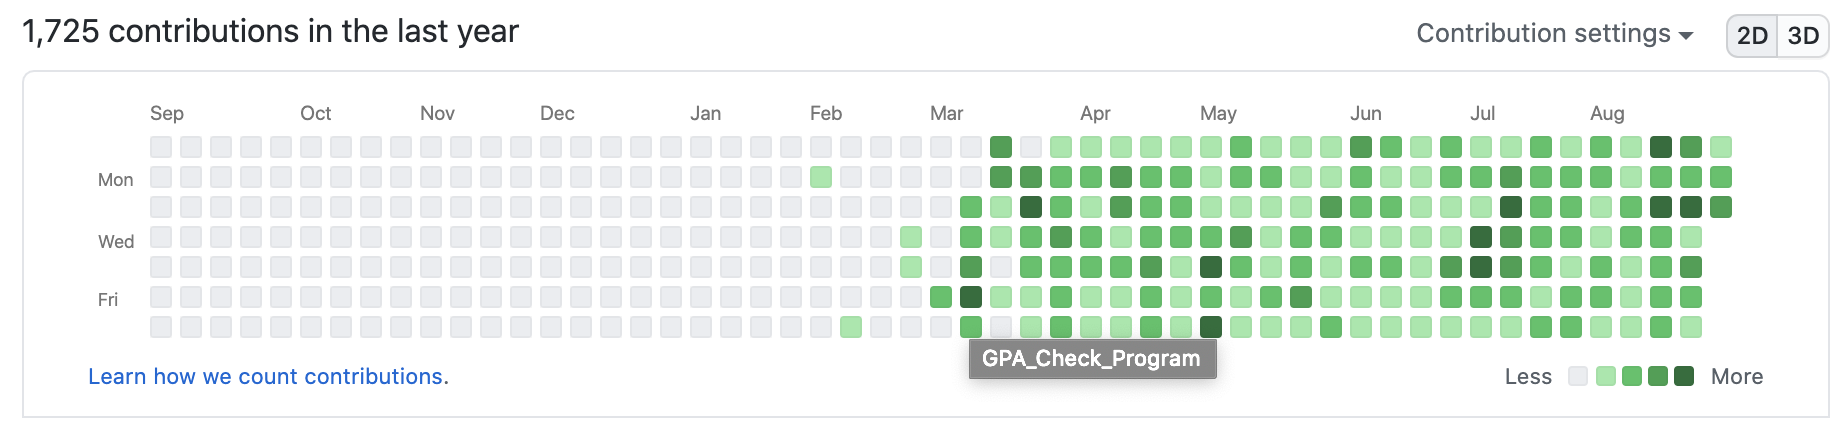 1,725 contributions in the last year
Contribution settings
2D 3D
Sep Oct Nov Dec Jan Feb Mar Apr May Jun Jul Aug
Mon
Wed
Fri
GPA_Check_Program
Learn how we count contributions.
Less More